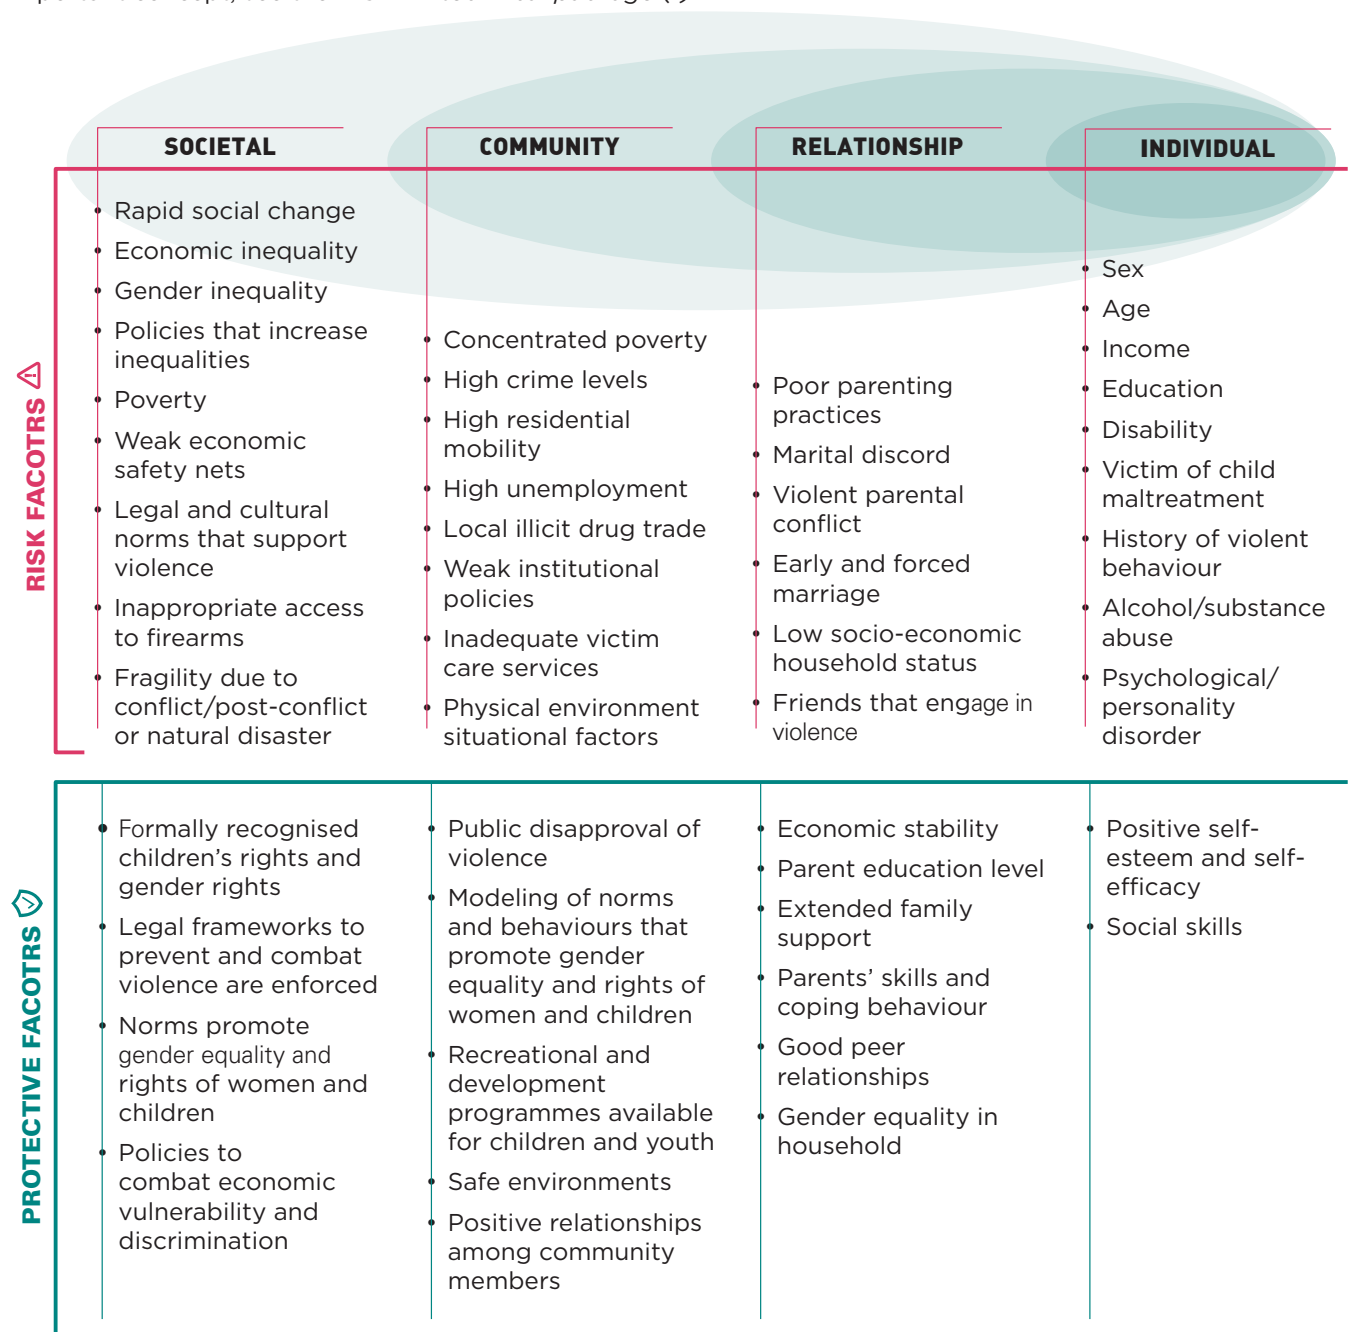 SOCIETAL
COMMUNITY
RELATIONSHIP
INDIVIDUAL
RISK FACOTRS
Rapid social change
Economic inequality
Gender inequality
Policies that increase
inequalities
Poverty
Weak economic
safety nets
Legal and cultural
norms that support
violence
Inappropriate access
to firearms
Fragility due to
conflict/post-conflict
or natural disaster
Concentrated poverty
High crime levels
High residential
mobility
High unemployment
Local illicit drug trade
Weak institutional
policies
Inadequate victim
care services
Physical environment
situational factors
Poor parenting
practices
Marital discord
Violent parental
conflict
Early and forced
marriage
Low socio-economic
household status
Friends that engage in
violence
Sex
Age
Income
Education
Disability
Victim of child
maltreatment
History of violent
behaviour
Alcohol/substance
abuse
Psychological/
personality
disorder
PROTECTIVE FACOTRS
Formally recognised
children’s rights and
gender rights
Legal frameworks to
prevent and combat
violence are enforced
Norms promote
gender equality and
rights of women and
children
Policies to
combat economic
vulnerability and
discrimination
Public disapproval of
violence
Modeling of norms
and behaviours that
promote gender
equality and rights of
women and children
Recreational and
development
programmes available
for children and youth
Safe environments
Positive relationships
among community
members
Economic stability
Parent education level
Extended family
support
Parents’ skills and
coping behaviour
Good peer
relationships
Gender equality in
household
Positive self-
esteem and self-
efficacy
Social skills